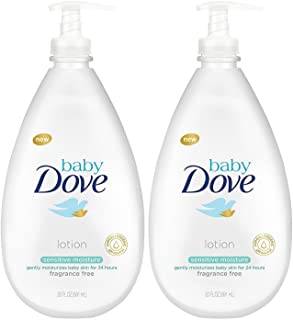 new
baby
Dove
lotion
sensitive moisture
gently moisturizes baby skin for 24 hours
fragrance free
new
baby
Dove
lotion
sensitive moisture
gently moisturizes baby skin for 24 hours
fragrance free